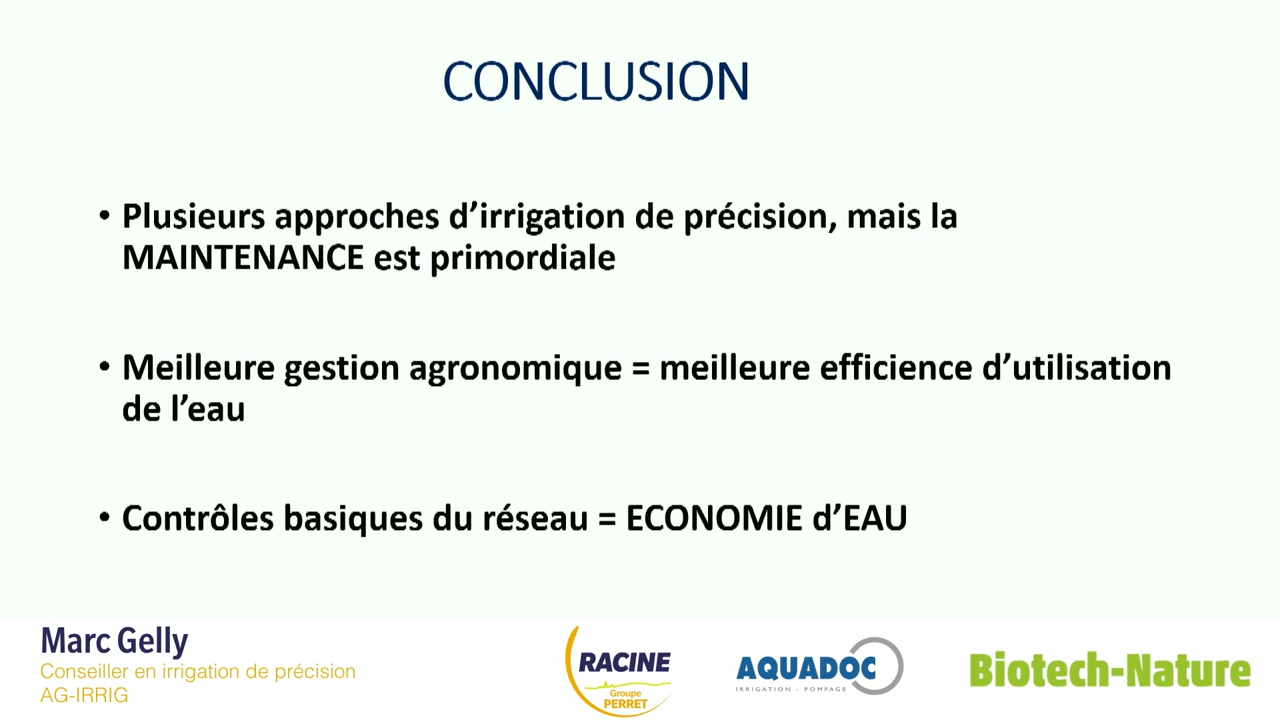 CONCLUSION
• Plusieurs approches d’irrigation de précision, mais la
MAINTENANCE est primordiale
• Meilleure gestion agronomique = meilleure efficience d’utilisation
de l’eau
• Contrôles basiques du réseau = ECONOMIE d’EAU
Marc Gelly
Conseiller en irrigation de précision
AG-IRRIG
RACINE
Groupe
PERRET
AQUADOC
IRRIGATION - POMPAGE
Biotech-Nature